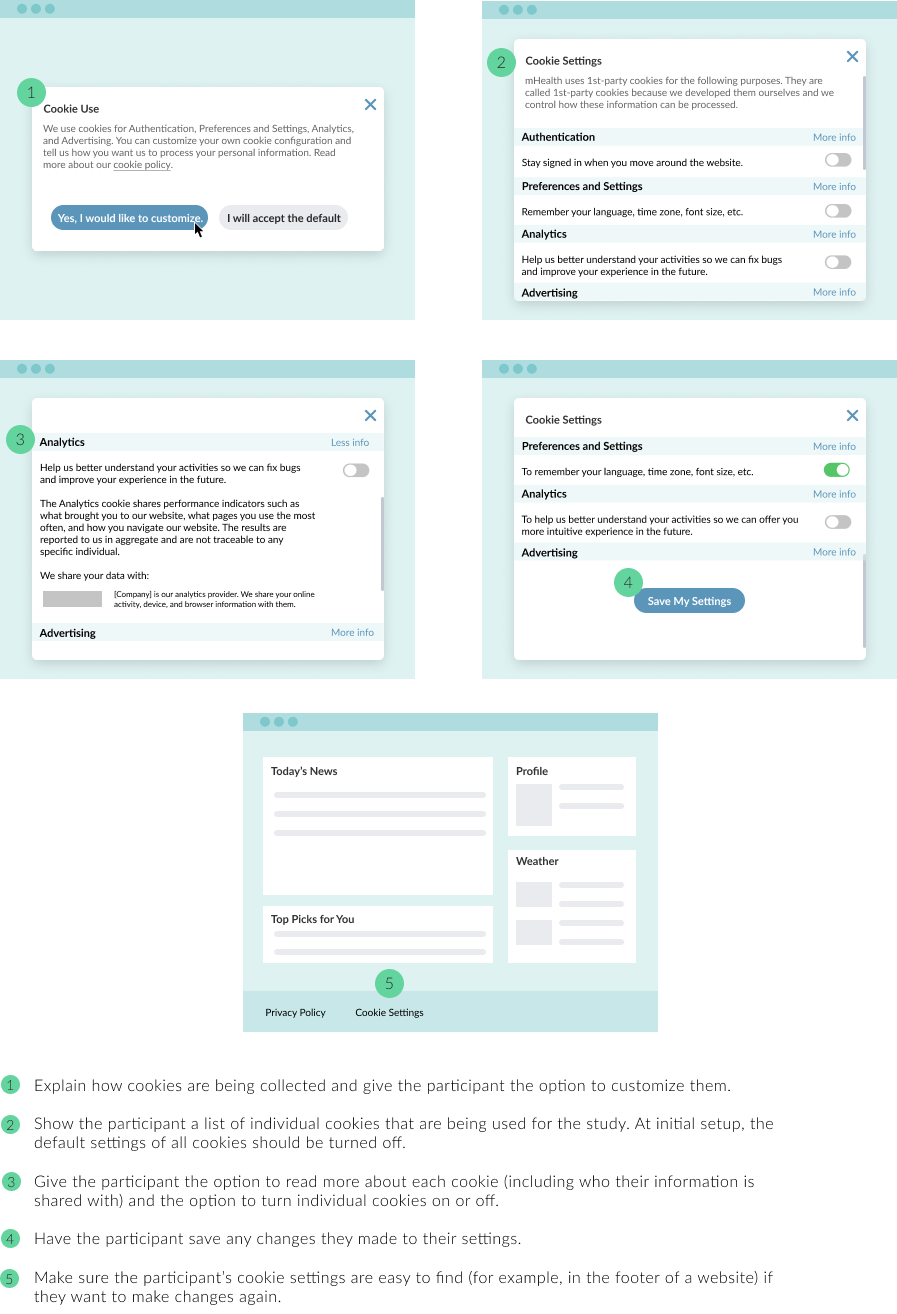 1
Cookie Use
We use cookies for Authentication, Preferences and Settings, Analytics,
and Advertising. You can customize your own cookie configuration and
tell us how you want us to process your personal information. Read
more about our cookie policy.
Yes, I would like to customize.
I will accept the default
2
Cookie Settings
mHealth uses 1st-party cookies for the following purposes. They are
called 1st-party cookies because we developed them ourselves and we
control how these information can be processed.
Authentication More info
Stay signed in when you move around the website.
Preferences and Settings More info
Remember your language, time zone, font size, etc.
Analytics More info
Help us better understand your activities so we can fix bugs
and improve your experience in the future.
Advertising More info
3
Analytics Less info
Help us better understand your activities so we can fix bugs
and improve your experience in the future.
The Analytics cookie shares performance indicators such as
what brought you to our website, what pages you use the most
often, and how you navigate our website. The results are
reported to us in aggregate and are not traceable to any
specific individual.
We share your data with:
[Company] is our analytics provider. We share your online
activity, device, and browser information with them.
Advertising More info
Cookie Settings
Preferences and Settings More info
To remember your language, time zone, font size, etc.
Analytics More info
To help us better understand your activities so we can offer you
more intuitive experience in the future.
Advertising More info
4
Save My Settings
Today's News
Profile
Weather
Top Picks for You
5
Privacy Policy
Cookie Settings
1 Explain how cookies are being collected and give the participant the option to customize them.
2 Show the participant a list of individual cookies that are being used for the study. At initial setup, the
default settings of all cookies should be turned off.
3 Give the participant the option to read more about each cookie (including who their information is
shared with) and the option to turn individual cookies on or off.
4 Have the participant save any changes they made to their settings.
5 Make sure the participant's cookie settings are easy to find (for example, in the footer of a website) if
they want to make changes again.